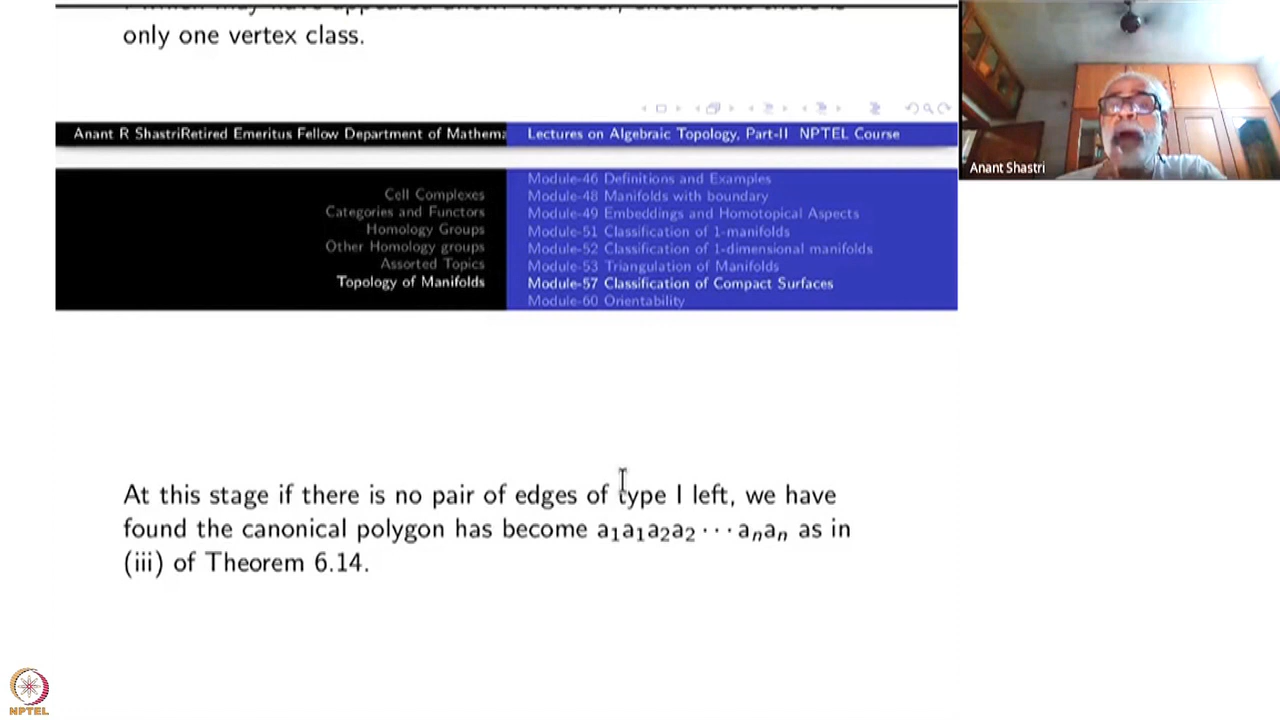 only one vertex class.
Anant R ShastriRetired Emeritus Fellow Department of Mathema
Lectures on Algebraic Topology, Part-II NPTEL Course
Cell Complexes
Categories and Functors
Homology Groups
Other Homology groups
Assorted Topics
Topology of Manifolds
Module-46 Definitions and Examples
Module-48 Manifolds with boundary
Module-49 Embeddings and Homotopical Aspects
Module-51 Classification of 1-manifolds
Module-52 Classification of 1-dimensional manifolds
Module-53 Triangulation of Manifolds
Module-57 Classification of Compact Surfaces
Module-60 Orientability
Anant Shastri
At this stage if there is no pair of edges of type I left, we have
found the canonical polygon has become a₁a₁a₂a₂ ··· aₙaₙ as in
(iii) of Theorem 6.14.
NPTEL